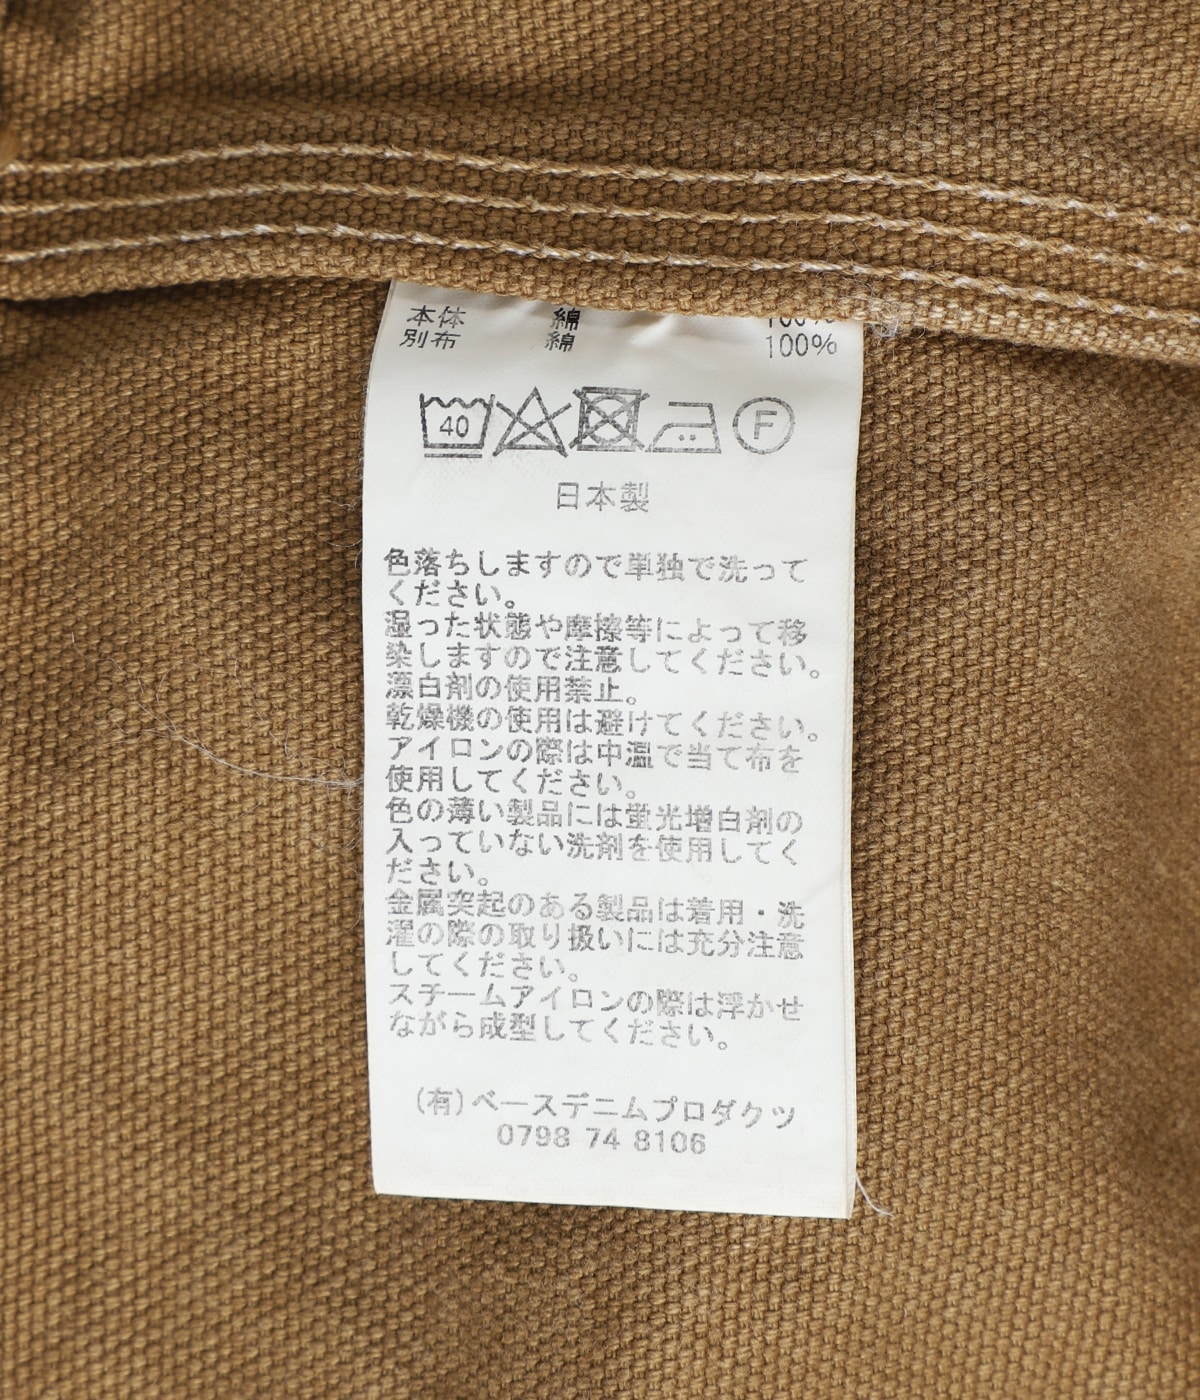 本体 綿 100%
別布 綿 100%
40 F
日本製
色落ちしますので単独で洗って
ください。
湿った状態や摩擦等によって移
染しますので注意してください。
漂白剤の使用禁止。
乾燥機の使用は避けてください。
アイロンの際は中温で当て布を
使用してください。
色の薄い製品には蛍光増白剤の
入っていない洗剤を使用してく
ださい。
金属突起のある製品は着用・洗
濯の際の取り扱いには充分注意
してください。
スチームアイロンの際は浮かせ
ながら成型してください。
(有)ベースデニムプロダクツ
0798 74 8106